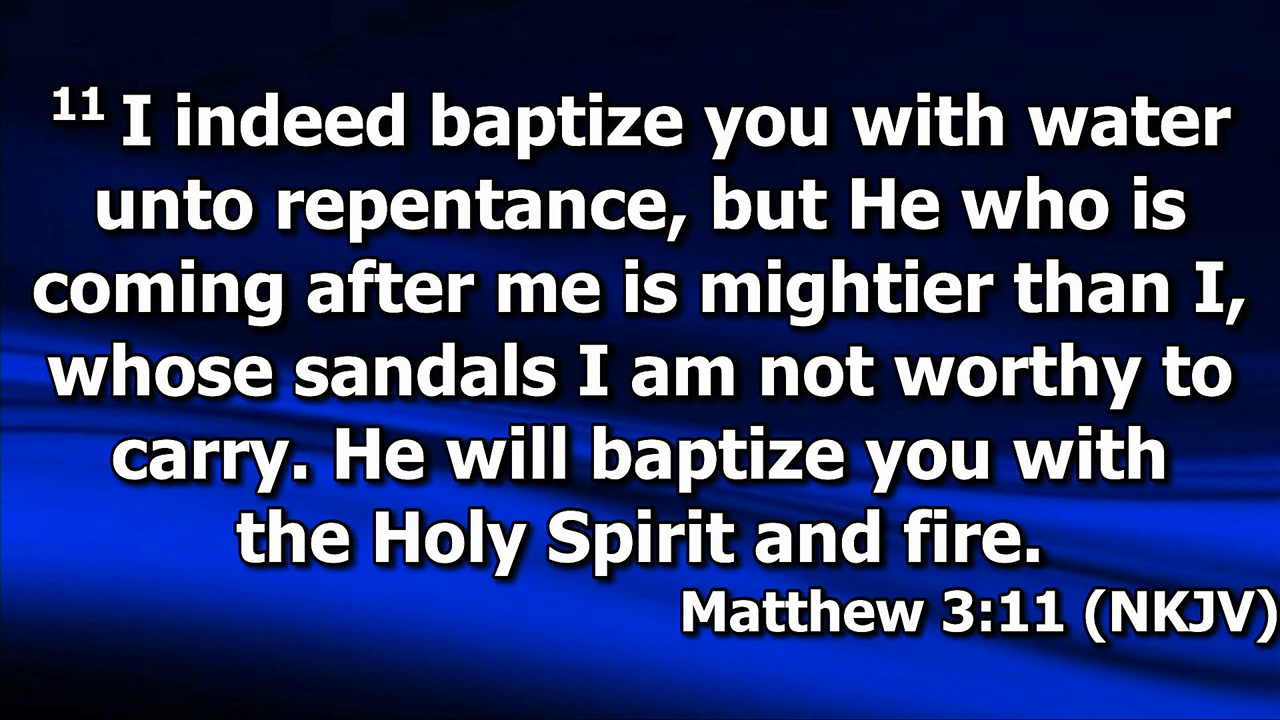 11 I indeed baptize you with water
unto repentance, but He who is
coming after me is mightier than I,
whose sandals I am not worthy to
carry. He will baptize you with
the Holy Spirit and fire.
Matthew 3:11 (NKJV)